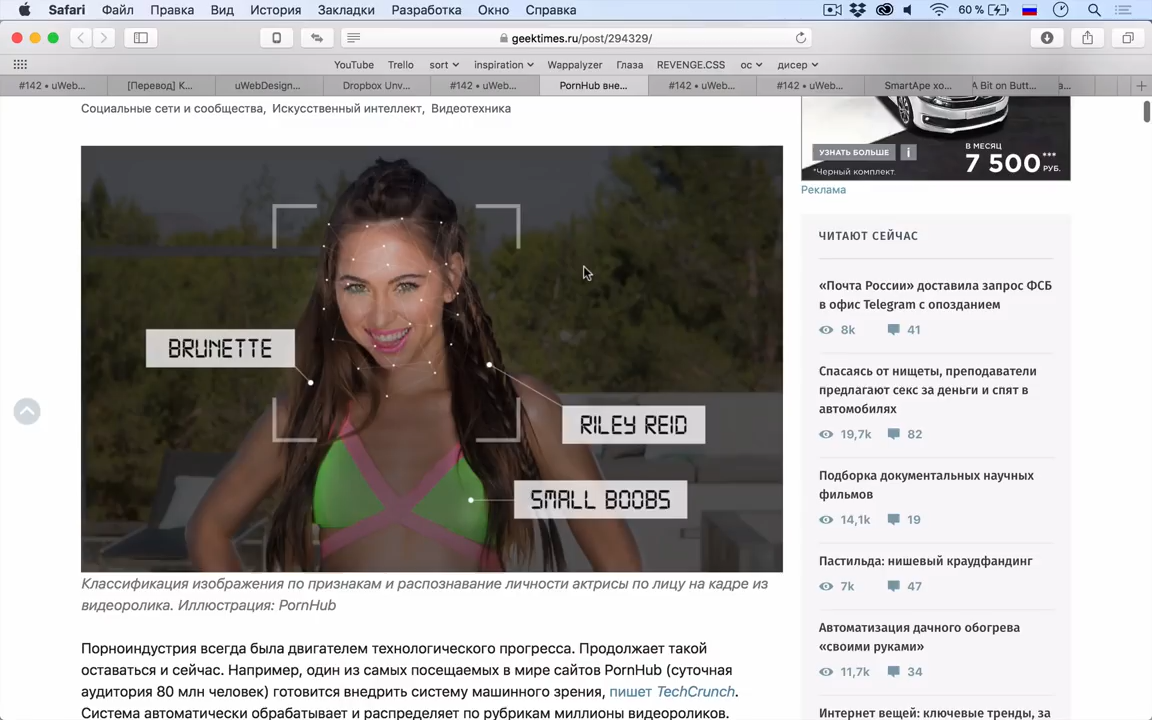 Safari Файл Правка Вид История Закладки Разработка Окно Справка 60 %
geektimes.ru/post/294329/
YouTube Trello sort inspiration Wappalyzer Глаза REVENGE.CSS ос дисер
#142 • uWeb... [Перевод] К... uWebDesign... Dropbox Unv... #142 • uWeb... PornHub вне... #142 • uWeb... #142 • uWeb... SmartApe хо... A Bit on Butt...
Социальные сети и сообщества, Искусственный интеллект, Видеотехника
BRUNETTE
RILEY REID
SMALL BOOBS
Классификация изображения по признакам и распознавание личности актрисы по лицу на кадре из
видеоролика. Иллюстрация: PornHub
Порноиндустрия всегда была двигателем технологического прогресса. Продолжает такой
оставаться и сейчас. Например, один из самых посещаемых в мире сайтов PornHub (суточная
аудитория 80 млн человек) готовится внедрить систему машинного зрения, пишет TechCrunch.
Система автоматически обрабатывает и распределяет по рубрикам миллионы видеороликов.
УЗНАТЬ БОЛЬШЕ i
В МЕСЯЦ
7 500*** РУБ.
*Черный комплект.
Реклама
ЧИТАЮТ СЕЙЧАС
«Почта России» доставила запрос ФСБ
в офис Telegram с опозданием
8k 41
Спасаясь от нищеты, преподаватели
предлагают секс за деньги и спят в
автомобилях
19,7k 82
Подборка документальных научных
фильмов
14,1k 19
Пастильда: нишевый краудфандинг
7k 47
Автоматизация дачного обогрева
«своими руками»
11,7k 34
Интернет вещей: ключевые тренды, за